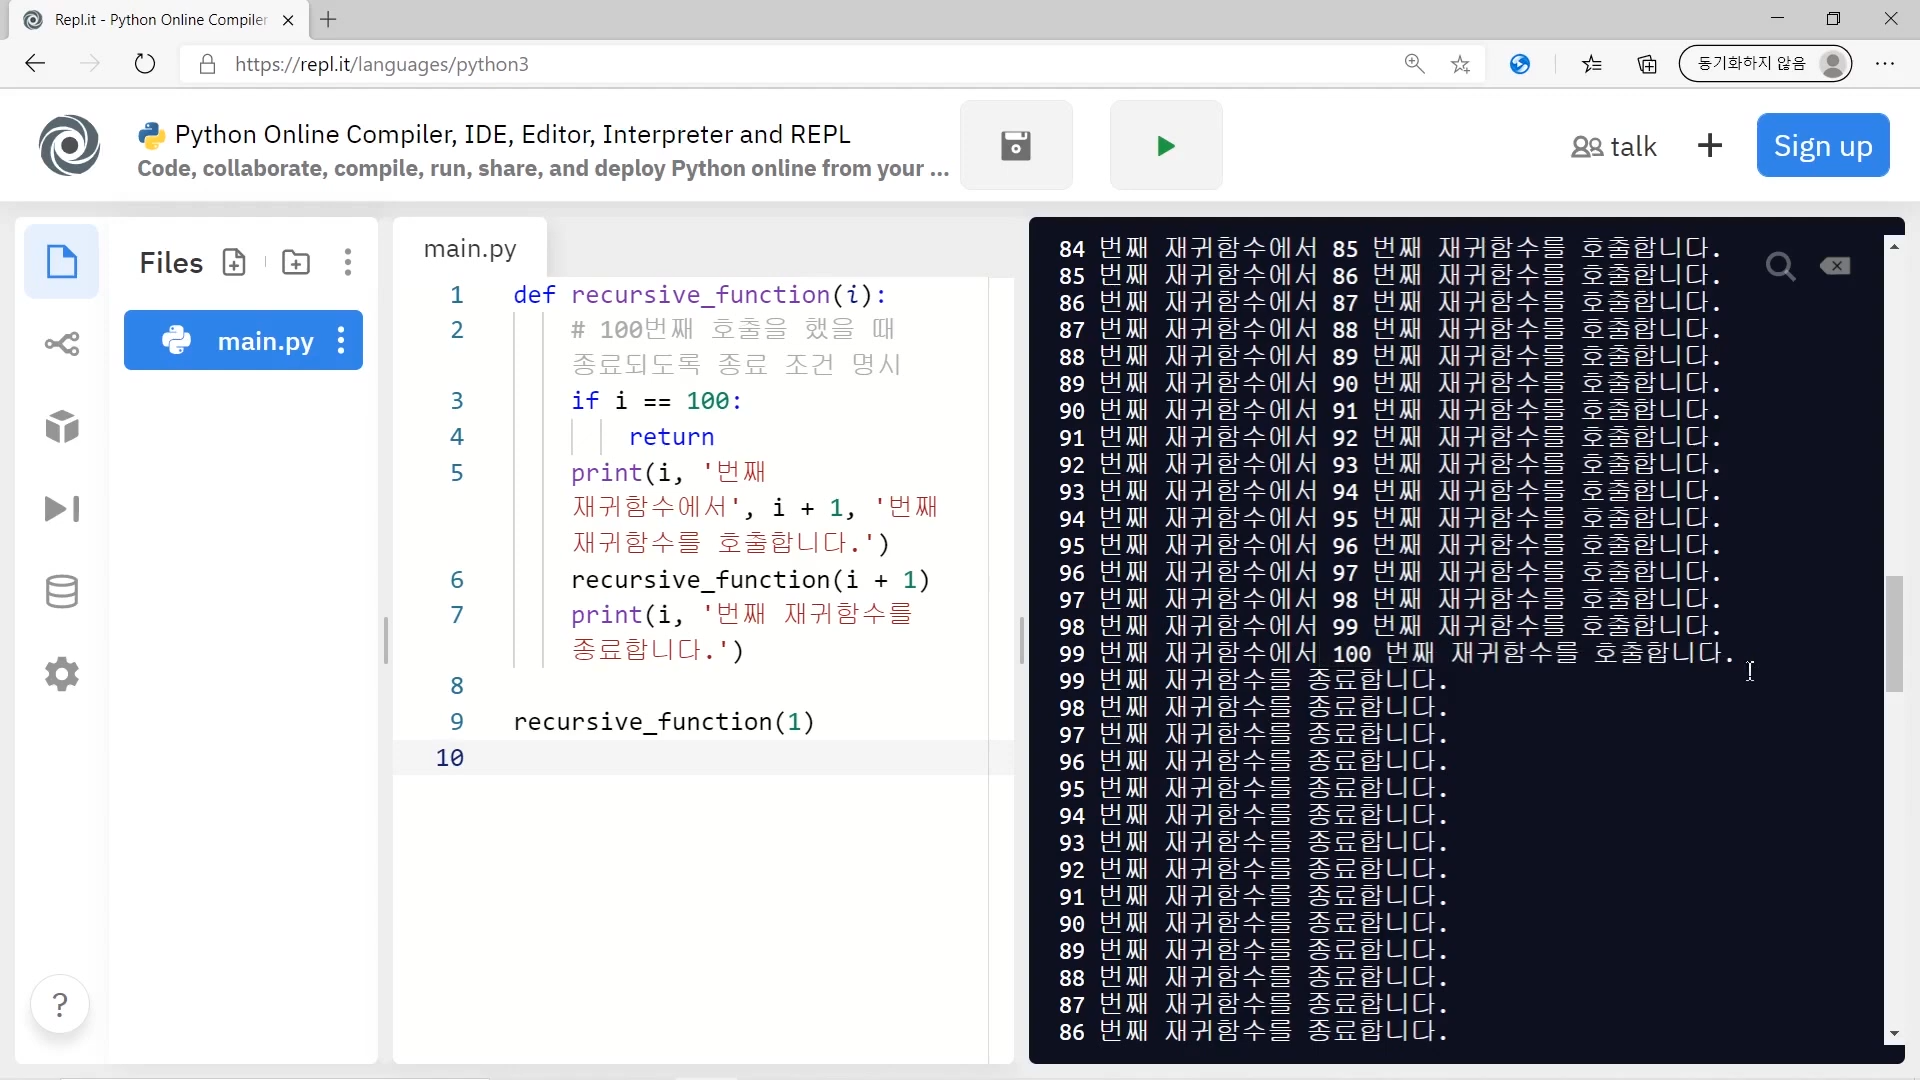 Repl.it - Python Online Compiler
https://repl.it/languages/python3
동기화하지 않음
Python Online Compiler, IDE, Editor, Interpreter and REPL
Code, collaborate, compile, run, share, and deploy Python online from your ...
talk
Sign up
Files
main.py
main.py
1 def recursive_function(i):
2 # 100번째 호출을 했을 때
종료되도록 종료 조건 명시
3 if i == 100:
4 return
5 print(i, '번째
재귀함수에서', i + 1, '번째
재귀함수를 호출합니다.')
6 recursive_function(i + 1)
7 print(i, '번째 재귀함수를
종료합니다.')
8
9 recursive_function(1)
10
84 번째 재귀함수에서 85 번째 재귀함수를 호출합니다.
85 번째 재귀함수에서 86 번째 재귀함수를 호출합니다.
86 번째 재귀함수에서 87 번째 재귀함수를 호출합니다.
87 번째 재귀함수에서 88 번째 재귀함수를 호출합니다.
88 번째 재귀함수에서 89 번째 재귀함수를 호출합니다.
89 번째 재귀함수에서 90 번째 재귀함수를 호출합니다.
90 번째 재귀함수에서 91 번째 재귀함수를 호출합니다.
91 번째 재귀함수에서 92 번째 재귀함수를 호출합니다.
92 번째 재귀함수에서 93 번째 재귀함수를 호출합니다.
93 번째 재귀함수에서 94 번째 재귀함수를 호출합니다.
94 번째 재귀함수에서 95 번째 재귀함수를 호출합니다.
95 번째 재귀함수에서 96 번째 재귀함수를 호출합니다.
96 번째 재귀함수에서 97 번째 재귀함수를 호출합니다.
97 번째 재귀함수에서 98 번째 재귀함수를 호출합니다.
98 번째 재귀함수에서 99 번째 재귀함수를 호출합니다.
99 번째 재귀함수에서 100 번째 재귀함수를 호출합니다.
99 번째 재귀함수를 종료합니다.
98 번째 재귀함수를 종료합니다.
97 번째 재귀함수를 종료합니다.
96 번째 재귀함수를 종료합니다.
95 번째 재귀함수를 종료합니다.
94 번째 재귀함수를 종료합니다.
93 번째 재귀함수를 종료합니다.
92 번째 재귀함수를 종료합니다.
91 번째 재귀함수를 종료합니다.
90 번째 재귀함수를 종료합니다.
89 번째 재귀함수를 종료합니다.
88 번째 재귀함수를 종료합니다.
87 번째 재귀함수를 종료합니다.
86 번째 재귀함수를 종료합니다.
?